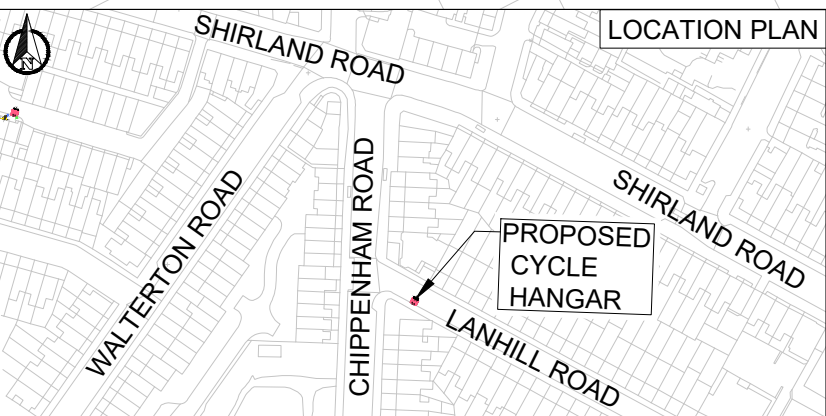 LOCATION PLAN
N
SHIRLAND ROAD
SHIRLAND ROAD
WALTERTON ROAD
CHIPPENHAM ROAD
PROPOSED
CYCLE
HANGAR
LANHILL ROAD